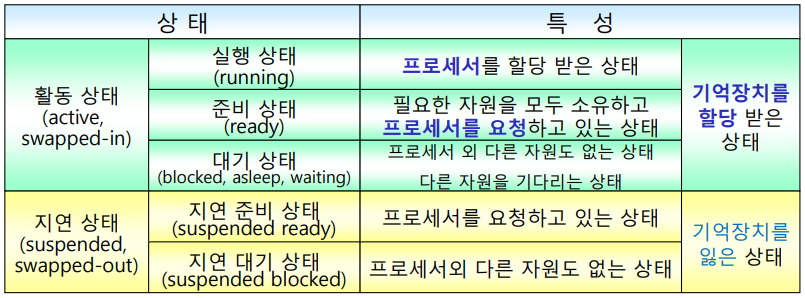 상 태
특 성
활동 상태
(active,
swapped-in)
실행 상태
(running)
프로세서를 할당 받은 상태
준비 상태
(ready)
필요한 자원을 모두 소유하고
프로세서를 요청하고 있는 상태
대기 상태
(blocked, asleep, waiting)
프로세서 외 다른 자원도 없는 상태
다른 자원을 기다리는 상태
기억장치를
할당 받은
상태
지연 상태
(suspended,
swapped-out)
지연 준비 상태
(suspended ready)
프로세서를 요청하고 있는 상태
지연 대기 상태
(suspended blocked)
프로세서외 다른 자원도 없는 상태
기억장치를
잃은 상태